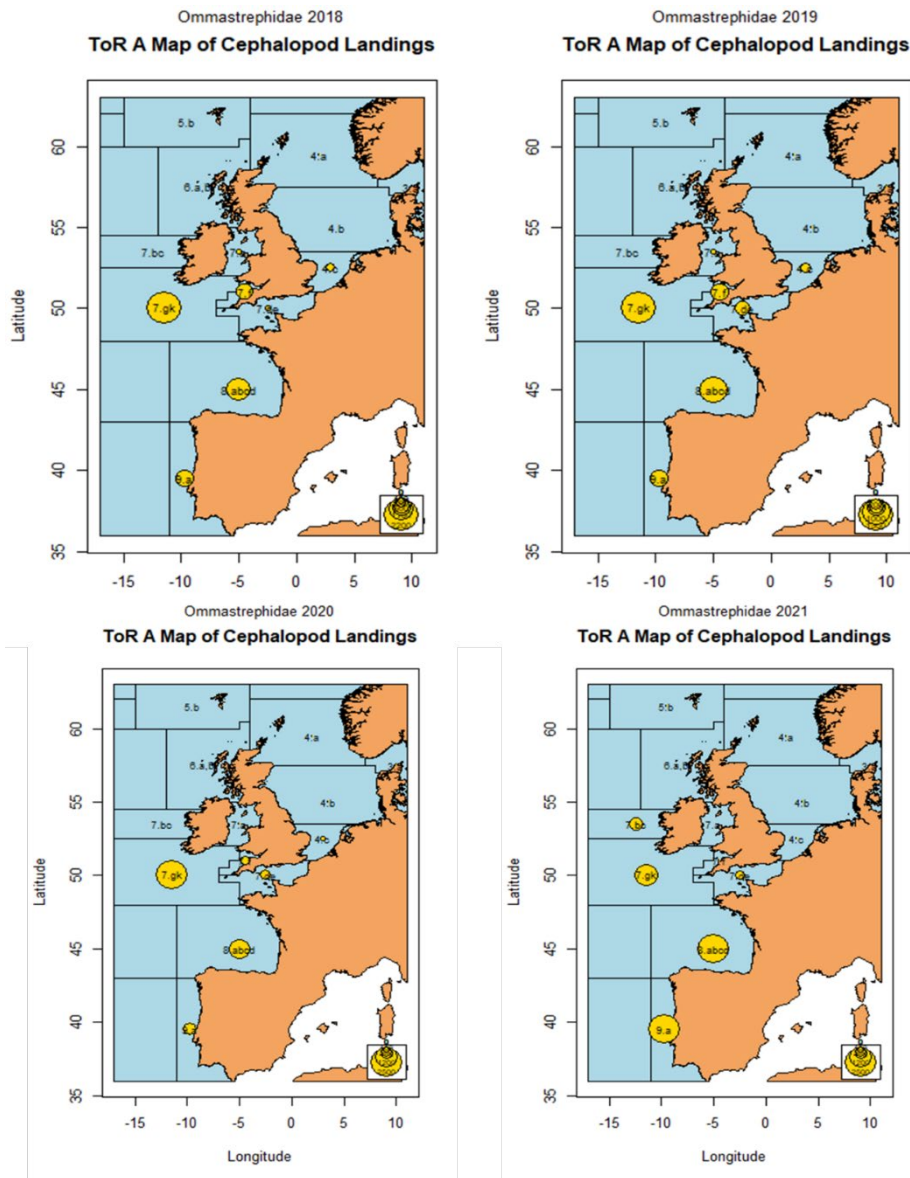 Ommastrephidae 2018
ToR A Map of Cephalopod Landings
60
55
50
45
40
35
Latitude
5.b
4.a
4.b
7.bc
7.gk
8.abcd
9.a
-15 -10 -5 0 5 10
Ommastrephidae 2019
ToR A Map of Cephalopod Landings
60
55
50
45
40
35
Latitude
5.b
4.a
4.b
7.bc
7.gk
8.abcd
9.a
-15 -10 -5 0 5 10
Ommastrephidae 2020
ToR A Map of Cephalopod Landings
60
55
50
45
40
35
Latitude
5.b
4.a
4.b
7.bc
7.a
7.gk
8.abcd
-15 -10 -5 0 5 10
Longitude
Ommastrephidae 2021
ToR A Map of Cephalopod Landings
60
55
50
45
40
35
Latitude
5.b
4.a
4.b
7.bc
7.a
4.c
7.gk
8.abcd
9.a
-15 -10 -5 0 5 10
Longitude